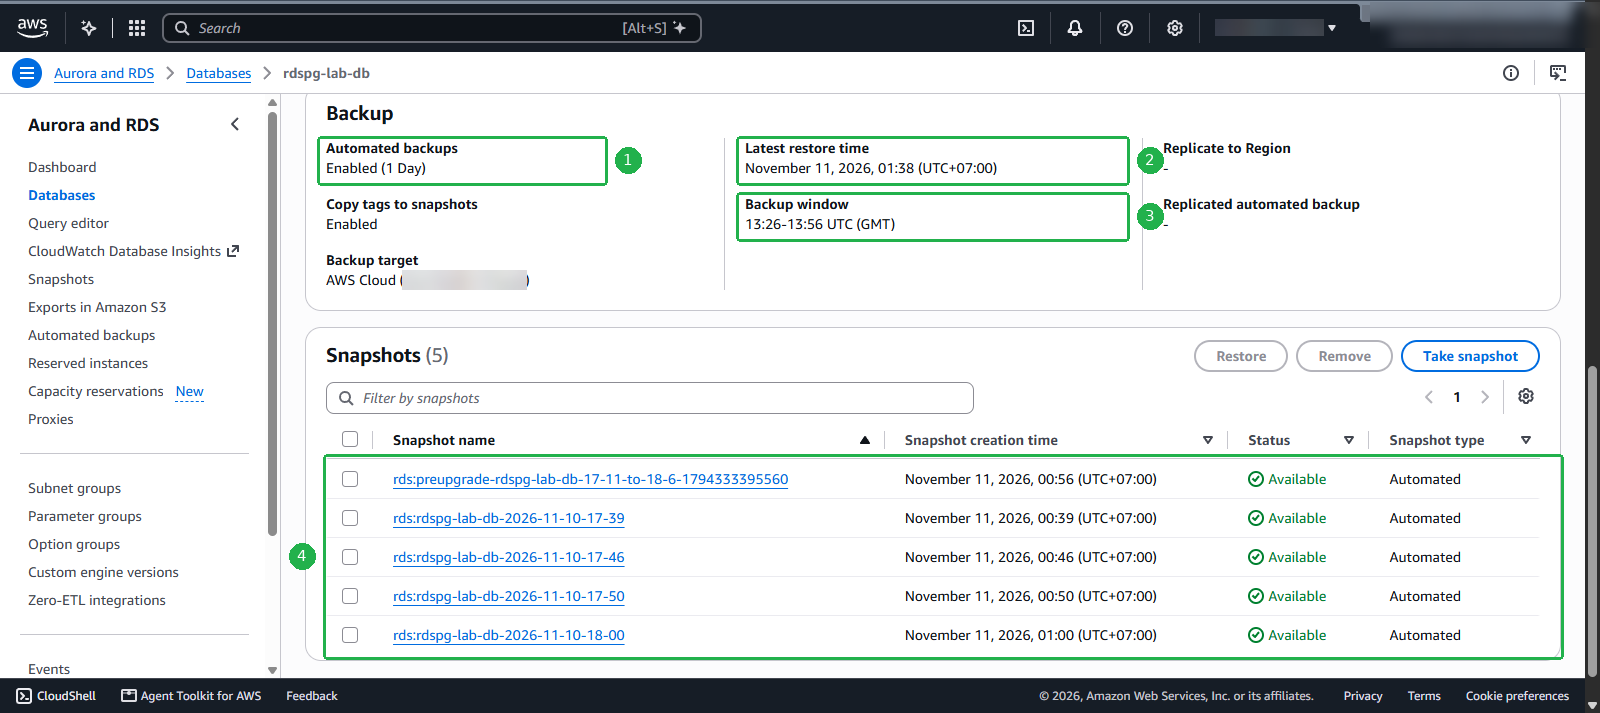 aws
Search [Alt+S]
Aurora and RDS > Databases > rdspg-lab-db
Aurora and RDS
Dashboard
Databases
Query editor
CloudWatch Database Insights
Snapshots
Exports in Amazon S3
Automated backups
Reserved instances
Capacity reservations New
Proxies
Subnet groups
Parameter groups
Option groups
Custom engine versions
Zero-ETL integrations
Events
Backup
Automated backups
Enabled (1 Day)
1
Copy tags to snapshots
Enabled
Backup target
AWS Cloud ( )
Latest restore time
November 11, 2026, 01:38 (UTC+07:00)
2
Backup window
13:26-13:56 UTC (GMT)
3
Replicate to Region
-
Replicated automated backup
-
Snapshots (5)
Restore Remove Take snapshot
Filter by snapshots
1
Snapshot name Snapshot creation time Status Snapshot type
rds:preupgrade-rdspg-lab-db-17-11-to-18-6-1794333395560 November 11, 2026, 00:56 (UTC+07:00) Available Automated
rds:rdspg-lab-db-2026-11-10-17-39 November 11, 2026, 00:39 (UTC+07:00) Available Automated
4
rds:rdspg-lab-db-2026-11-10-17-46 November 11, 2026, 00:46 (UTC+07:00) Available Automated
rds:rdspg-lab-db-2026-11-10-17-50 November 11, 2026, 00:50 (UTC+07:00) Available Automated
rds:rdspg-lab-db-2026-11-10-18-00 November 11, 2026, 01:00 (UTC+07:00) Available Automated
CloudShell Agent Toolkit for AWS Feedback © 2026, Amazon Web Services, Inc. or its affiliates. Privacy Terms Cookie preferences